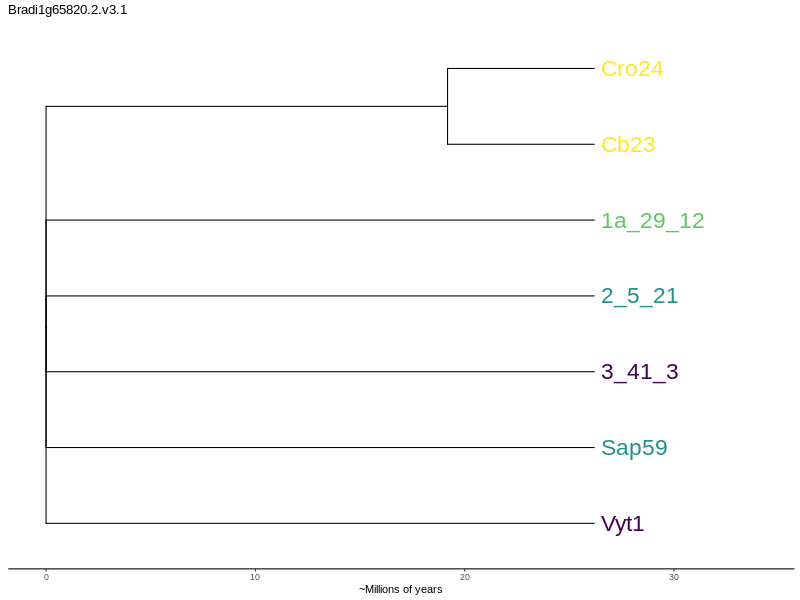 Bradi1g65820.2.v3.1
Cro24
Cb23
1a_29_12
2_5_21
3_41_3
Sap59
Vyt1
0 10 20 30
~Millions of years